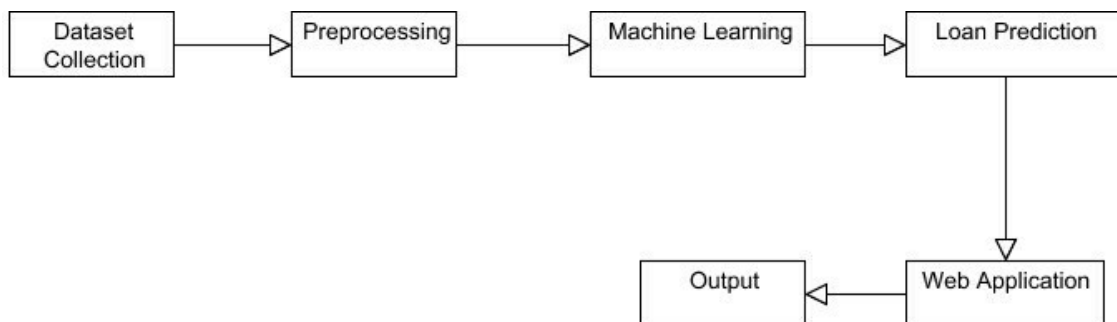 Dataset
Collection
Preprocessing
Machine Learning
Loan Prediction
Output
Web Application